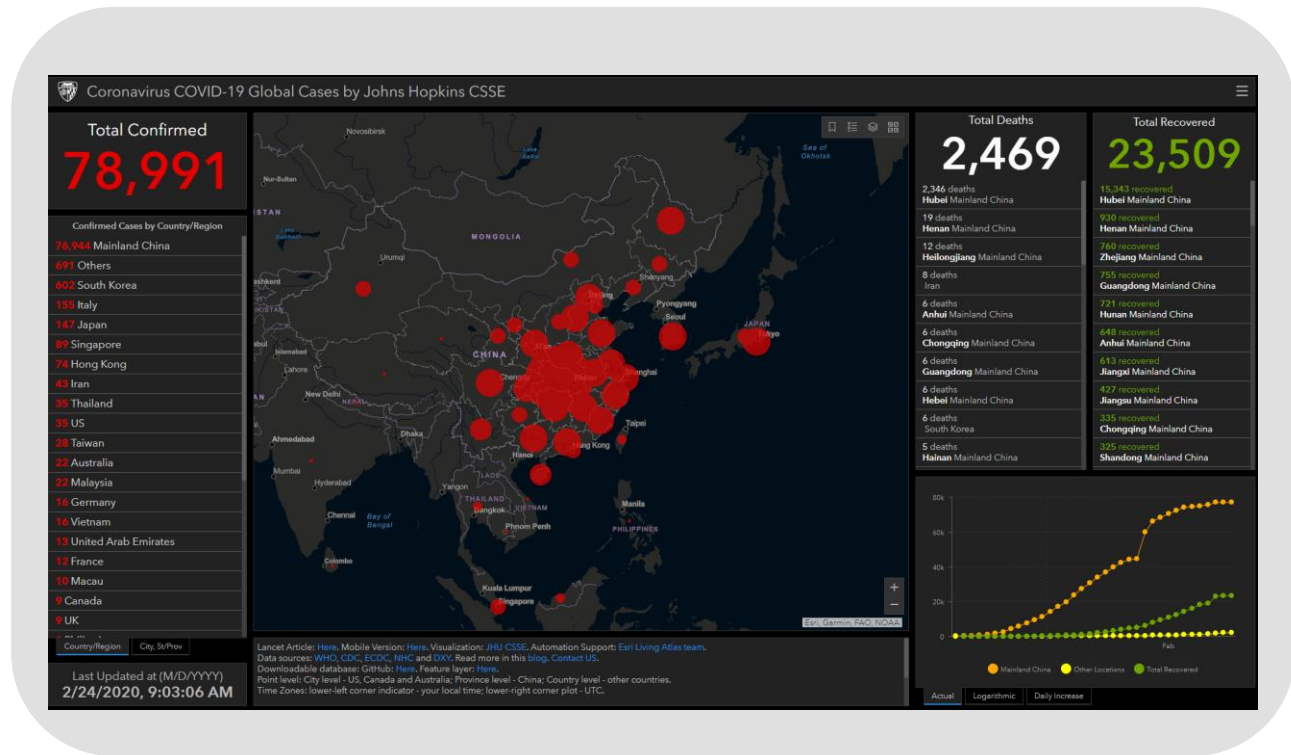 Coronavirus COVID-19 Global Cases by Johns Hopkins CSSE
Total Confirmed
78,991
Confirmed Cases by Country/Region
76,944 Mainland China
691 Others
602 South Korea
155 Italy
147 Japan
89 Singapore
74 Hong Kong
43 Iran
35 Thailand
35 US
28 Taiwan
22 Australia
22 Malaysia
16 Germany
16 Vietnam
13 United Arab Emirates
12 France
10 Macau
9 Canada
9 UK
Country/Region
City, St/Prov
Last Updated at (M/D/YYYY)
2/24/2020, 9:03:06 AM
Novosibirsk
Lake
Sea of
Okhotsk
Nur-Sultan
ISTAN
MONGOLIA
Urumqi
Shenyang
Beijing
Pyongyang
Seoul
JAPAN
Tokyo
Islamabad
CHINA
Lahore
Chengdu
Wuhan
Shanghai
New Delhi
NEPAL
Taipei
Ahmedabad
Dhaka
Hong Kong
Hanoi
Mumbai
LAOS
Hyderabad
Yangon
THAILAND
Manila
Bangkok
VIETNAM
Chennai
Bay of
Bengal
Phnom Penh
PHILIPPINES
Colombo
Kuala Lumpur
Singapore
+
−
Esri, Garmin, FAO, NOAA
Lancet Article: Here. Mobile Version: Here. Visualization: JHU CSSE. Automation Support: Esri Living Atlas team.
Data sources: WHO, CDC, ECDC, NHC and DXY. Read more in this blog. Contact US.
Downloadable database: GitHub: Here. Feature layer: Here.
Point level: City level - US, Canada and Australia; Province level - China; Country level - other countries.
Time Zones: lower-left corner indicator - your local time; lower-right corner plot - UTC.
Total Deaths
2,469
2,346 deaths
Hubei Mainland China
19 deaths
Henan Mainland China
12 deaths
Heilongjiang Mainland China
8 deaths
Iran
6 deaths
Anhui Mainland China
6 deaths
Chongqing Mainland China
6 deaths
Guangdong Mainland China
6 deaths
Hebei Mainland China
6 deaths
South Korea
5 deaths
Hainan Mainland China
Total Recovered
23,509
15,343 recovered
Hubei Mainland China
930 recovered
Henan Mainland China
760 recovered
Zhejiang Mainland China
755 recovered
Guangdong Mainland China
721 recovered
Hunan Mainland China
648 recovered
Anhui Mainland China
613 recovered
Jiangxi Mainland China
427 recovered
Jiangsu Mainland China
335 recovered
Chongqing Mainland China
325 recovered
Shandong Mainland China
80k
60k
40k
20k
0
Feb
Mainland China
Other Locations
Total Recovered
Actual
Logarithmic
Daily Increase